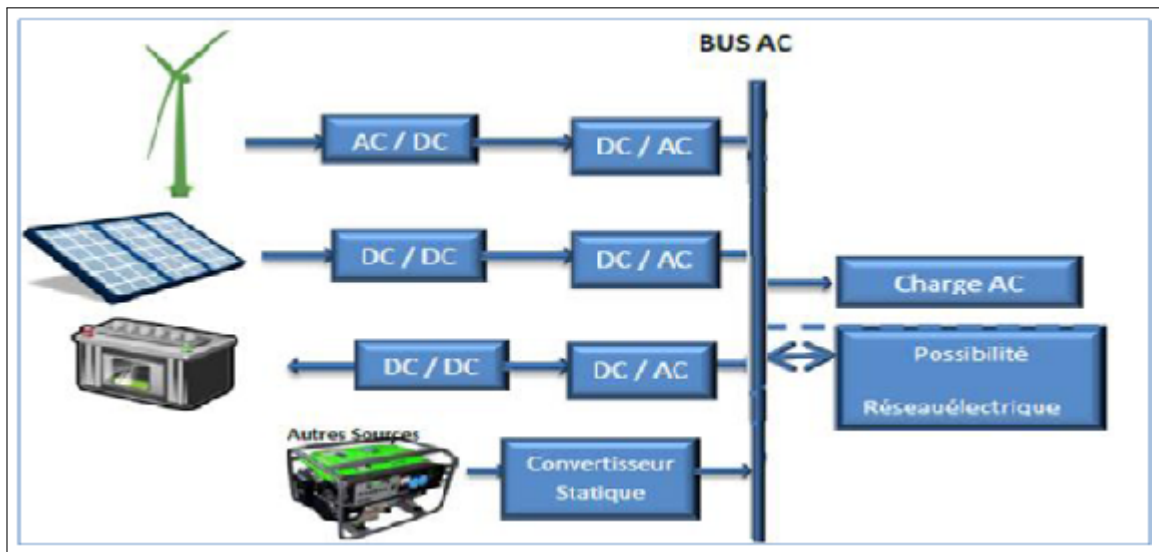 BUS AC
AC / DC
DC / AC
DC / DC
DC / AC
Charge AC
DC / DC
DC / AC
Possibilité
Réseauélectrique
Autres Sources
Convertisseur
Statique